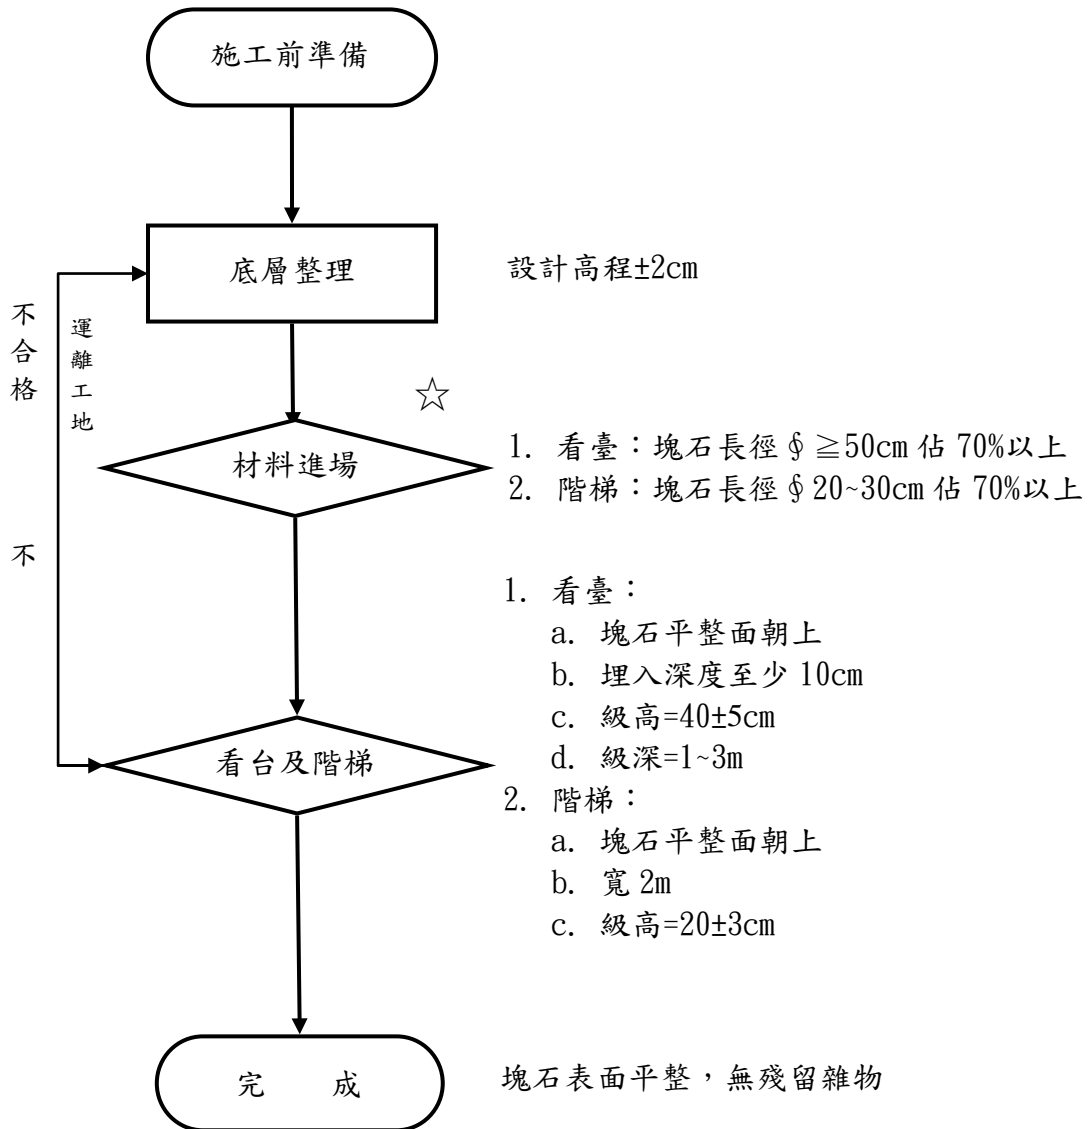 施工前準備
底層整理
設計高程±2cm
不合格
運離工地
☆
材料進場
1. 看臺：塊石長徑∮≧50cm 佔 70%以上
2. 階梯：塊石長徑∮20~30cm 佔 70%以上
不
1. 看臺：
a. 塊石平整面朝上
b. 埋入深度至少 10cm
c. 級高=40±5cm
d. 級深=1~3m
看台及階梯
2. 階梯：
a. 塊石平整面朝上
b. 寬 2m
c. 級高=20±3cm
完 成
塊石表面平整，無殘留雜物